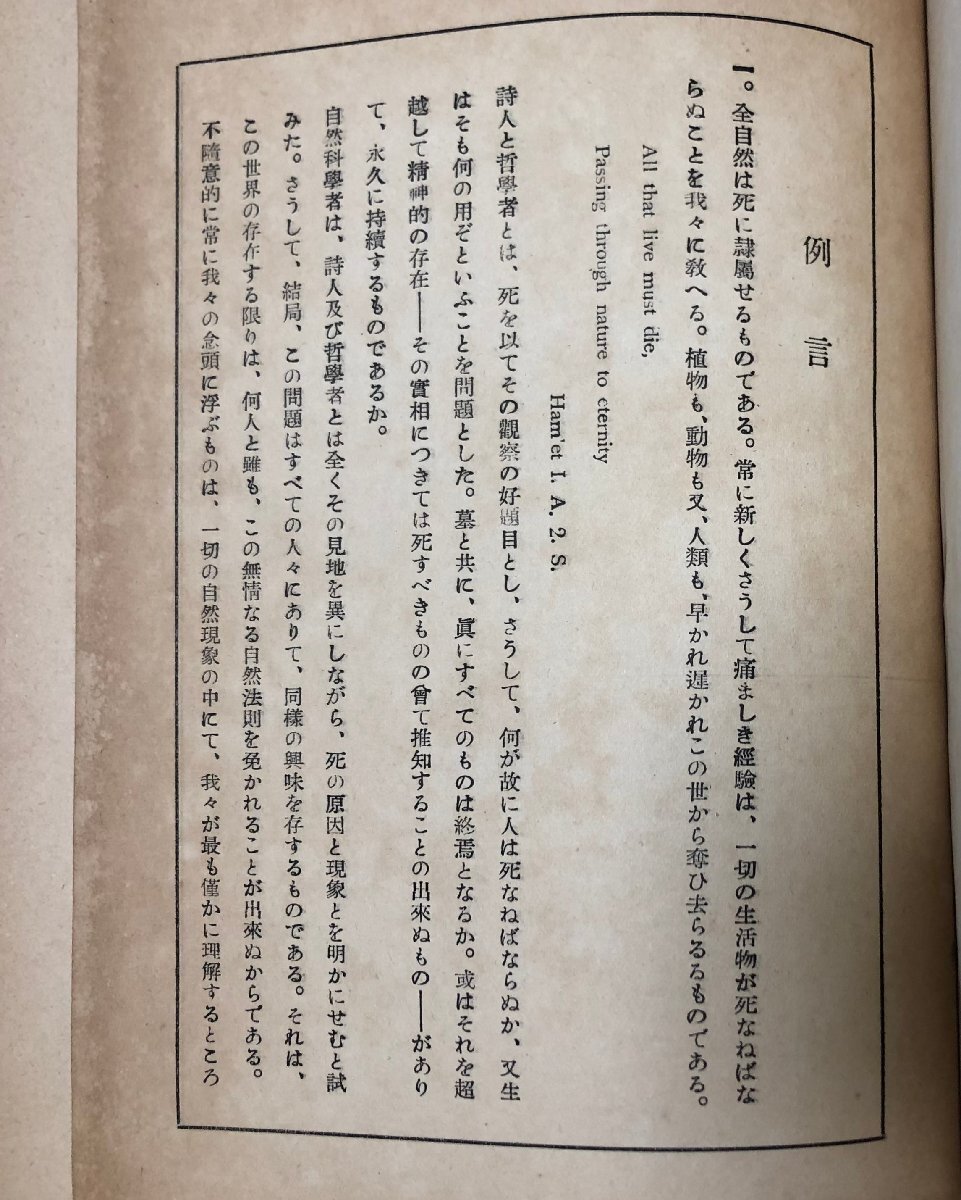 例言
一。全自然は死に隷屬せるものである。常に新しくさうして痛ましき經驗は、一切の生活物が死なねばな
らぬことを我々に敎へる。植物も、動物も又、人類も、早かれ遲かれこの世から奪ひ去らるるものである。
All that live must die,
Passing through nature to eternity
Ham'et I. A. 2. S.
詩人と哲學者とは、死を以てその觀察の好題目とし、さうして、何が故に人は死なねばならぬか、又生
はそも何の用ぞといふことを問題とした。墓と共に、眞にすべてのものは終焉となるか。或はそれを超
越して精神的の存在――その實相につきては死すべきものの曾て推知することの出來ぬもの――があり
て、永久に持續するものであるか。
自然科學者は、詩人及び哲學者とは全くその見地を異にしながら、死の原因と現象とを明かにせむと試
みた。さうして、結局、この問題はすべての人々にありて、同樣の興味を存するものである。それは、
この世界の存在する限りは、何人と雖も、この無情なる自然法則を免かれることが出來ぬからである。
不隨意的に常に我々の念頭に浮ぶものは、一切の自然現象の中にて、我々が最も僅かに理解するところ